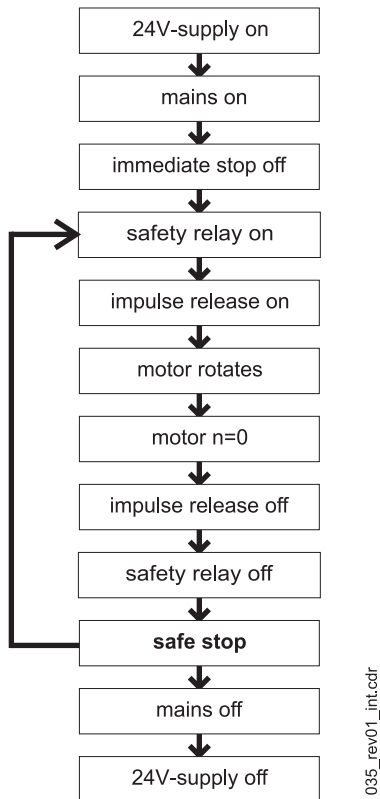 24V-supply on
mains on
immediate stop off
safety relay on
impulse release on
motor rotates
motor n=0
impulse release off
safety relay off
safe stop
mains off
24V-supply off
035_rev01_int.cdr